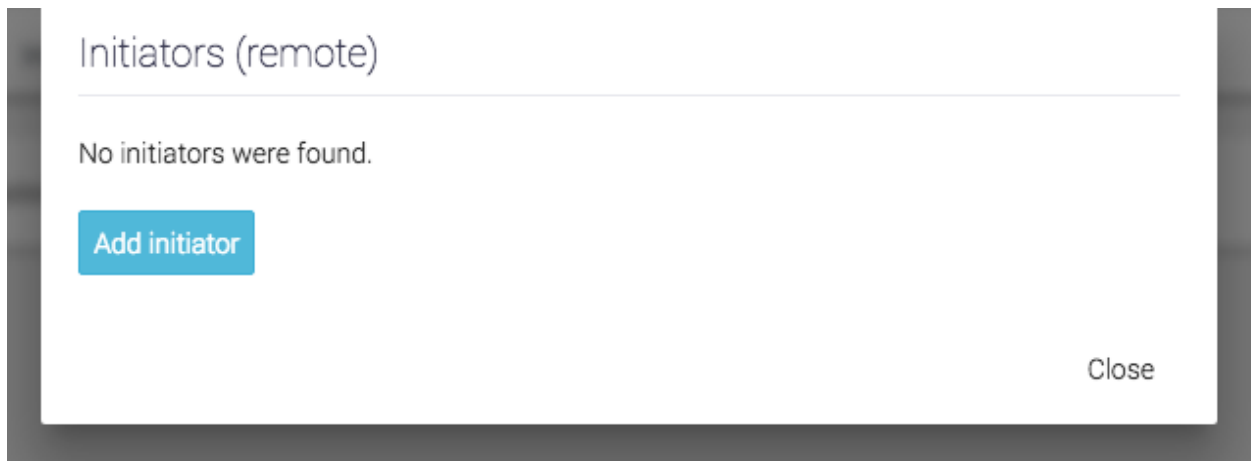 Initiators (remote)
No initiators were found.
Add initiator
Close